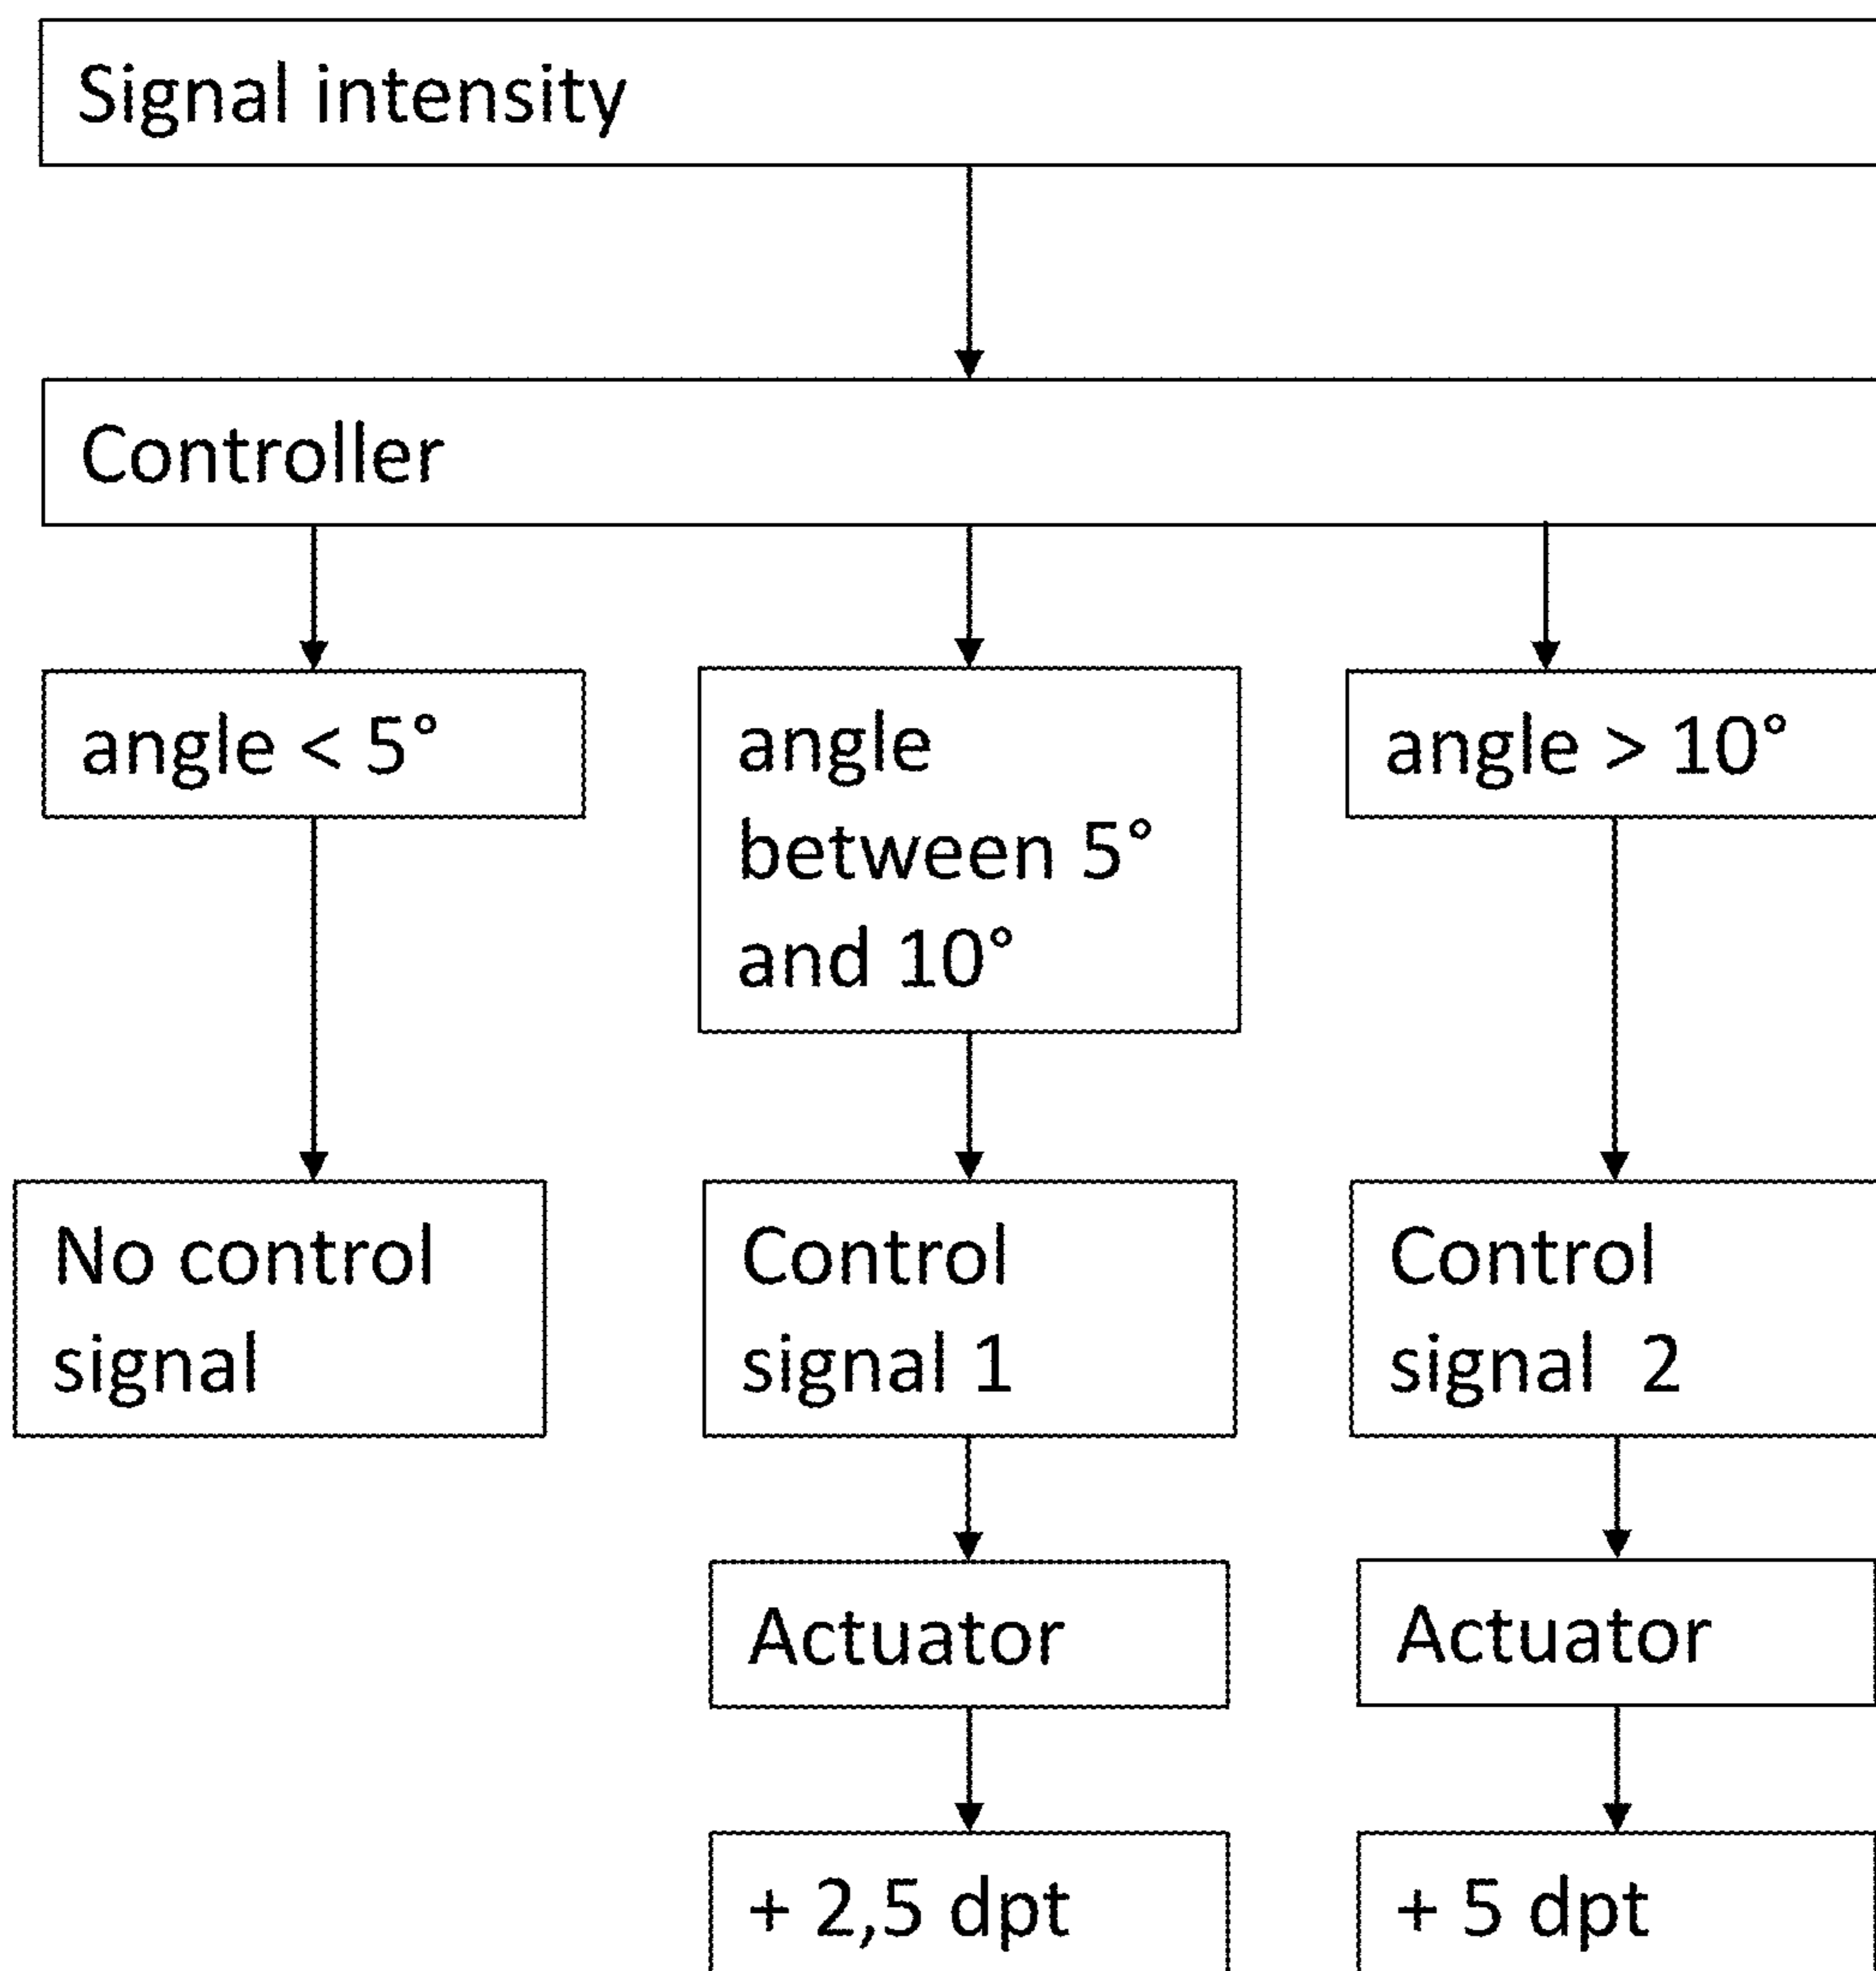 Signal intensity
Controller
angle < 5°
angle
between 5°
and 10°
angle > 10°
No control
signal
Control
signal 1
Control
signal 2
Actuator
Actuator
+ 2,5 dpt
+ 5 dpt